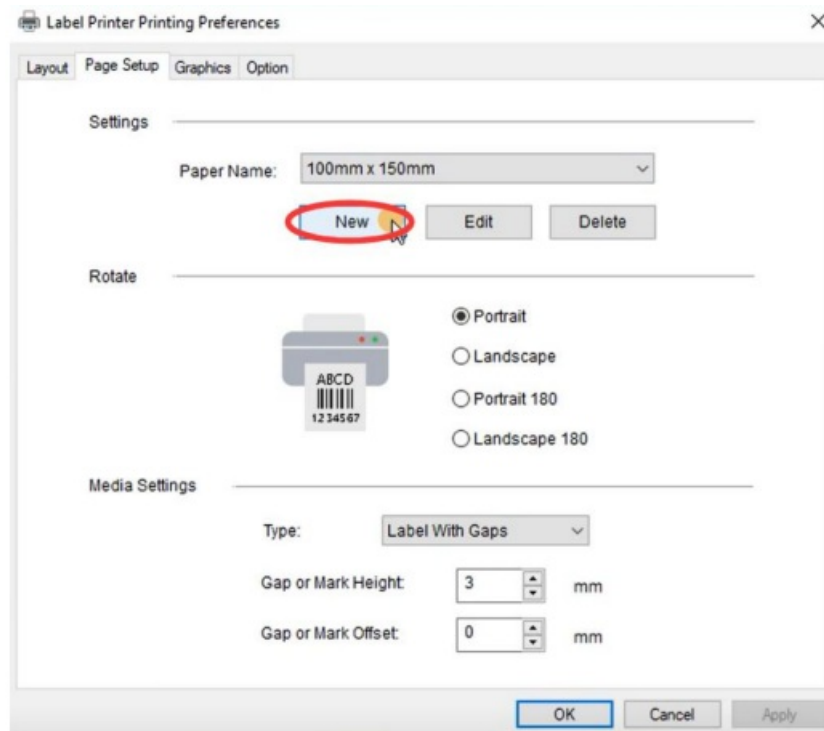 Label Printer Printing Preferences
Layout Page Setup Graphics Option
Settings
Paper Name: 100mm x 150mm
New Edit Delete
Rotate
Portrait
Landscape
ABCD
1234567
Portrait 180
Landscape 180
Media Settings
Type: Label With Gaps
Gap or Mark Height: 3 mm
Gap or Mark Offset: 0 mm
OK Cancel Apply